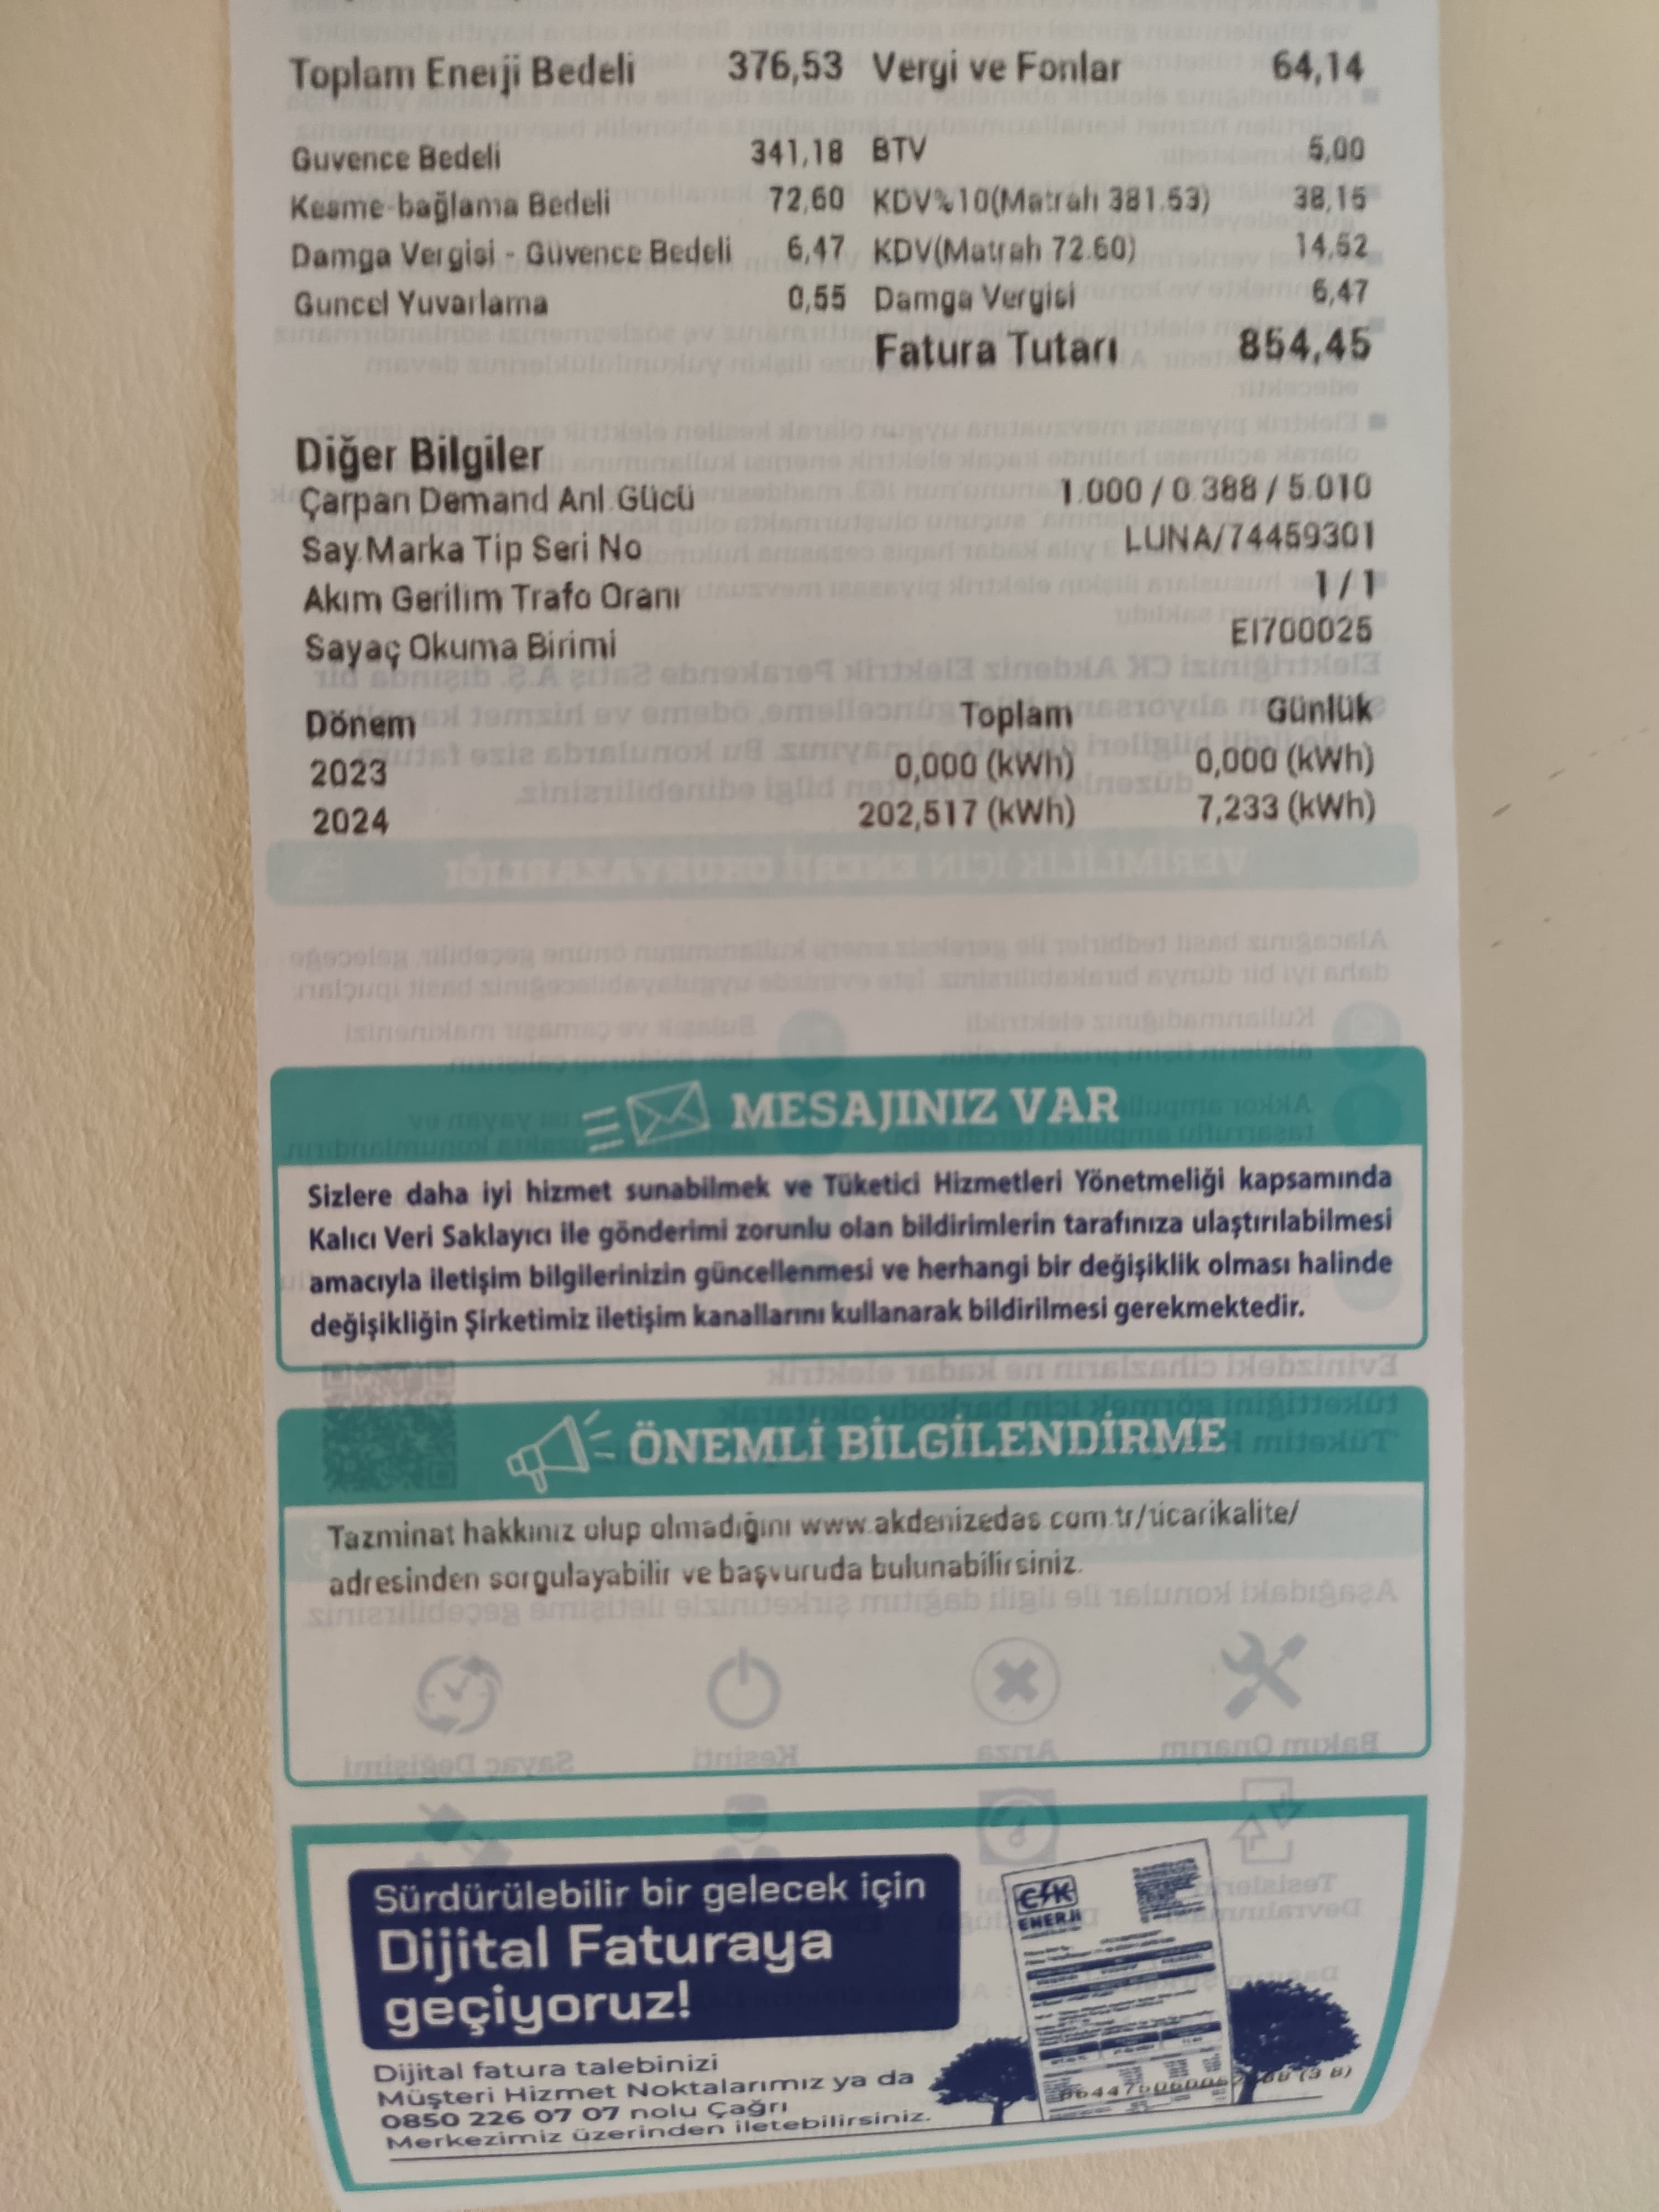 Toplam Enerji Bedeli 376,53 Vergi ve Fonlar 64,14
Guvence Bedeli 341,18 BTV 5,00
Kesme-bağlama Bedeli 72,60 KDV%10(Matrah 381.53) 38,15
Damga Vergisi - Güvence Bedeli 6,47 KDV(Matrah 72.60) 14,52
Guncel Yuvarlama 0,55 Damga Vergisi 6,47
Fatura Tutarı 854,45
Diğer Bilgiler
Çarpan Demand Anl.Gücü 1.000 / 0.388 / 5.010
Say.Marka Tip Seri No LUNA/74459301
Akım Gerilim Trafo Oranı 1 / 1
Sayaç Okuma Birimi EI700025
Dönem Toplam Günlük
2023 0,000 (kWh) 0,000 (kWh)
2024 202,517 (kWh) 7,233 (kWh)
MESAJINIZ VAR
Sizlere daha iyi hizmet sunabilmek ve Tüketici Hizmetleri Yönetmeliği kapsamında
Kalıcı Veri Saklayıcı ile gönderimi zorunlu olan bildirimlerin tarafınıza ulaştırılabilmesi
amacıyla iletişim bilgilerinizin güncellenmesi ve herhangi bir değişiklik olması halinde
değişikliğin Şirketimiz iletişim kanallarını kullanarak bildirilmesi gerekmektedir.
ÖNEMLİ BİLGİLENDİRME
Tazminat hakkınız olup olmadığını www.akdenizedas.com.tr/ticarikalite/
adresinden sorgulayabilir ve başvuruda bulunabilirsiniz.
Sürdürülebilir bir gelecek için
Dijital Faturaya
geçiyoruz!
CK
ENERJİ
Dijital fatura talebinizi
Müşteri Hizmet Noktalarımız ya da
0850 226 07 07 nolu Çağrı
Merkezimiz üzerinden iletebilirsiniz.